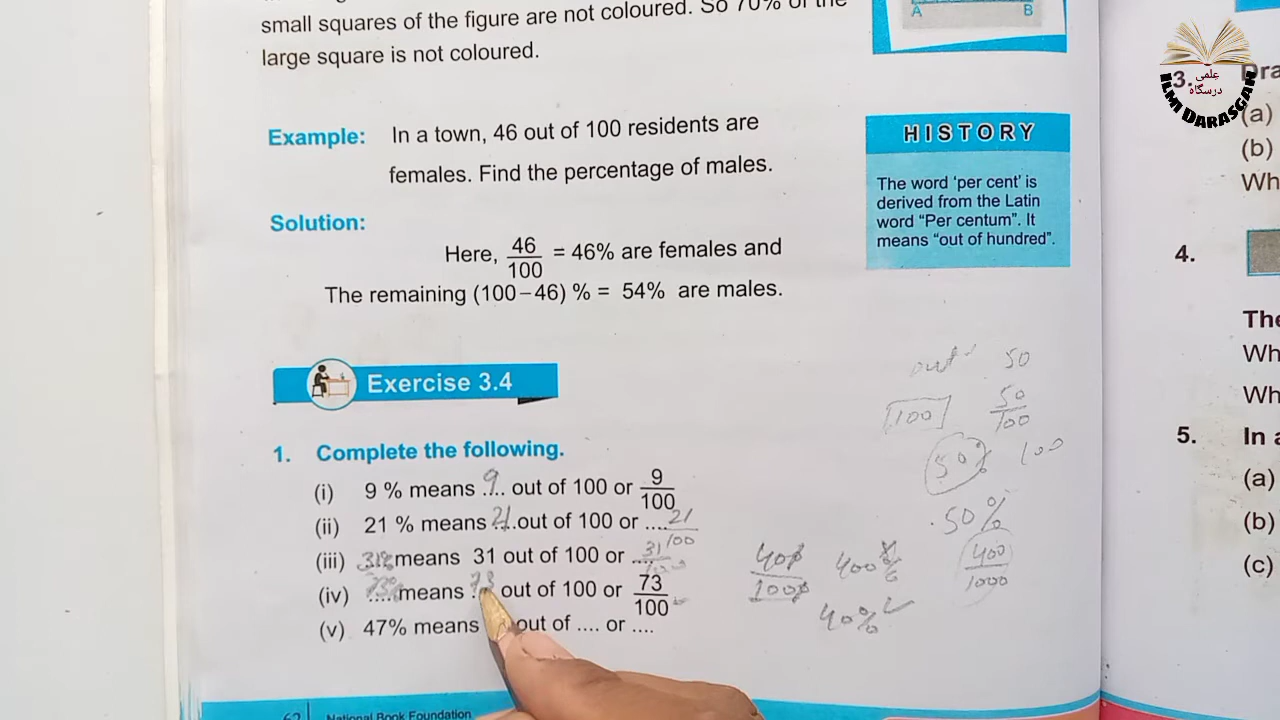 small squares of the figure are not coloured. So 70% of the
large square is not coloured.
A B
Example: In a town, 46 out of 100 residents are
females. Find the percentage of males.
Solution:
Here, 46/100 = 46% are females and
The remaining (100-46) % = 54% are males.
HISTORY
The word 'per cent' is
derived from the Latin
word "Per centum". It
means "out of hundred".
Exercise 3.4
1. Complete the following.
(i) 9 % means 9 out of 100 or 9/100
(ii) 21 % means 21 out of 100 or .... 21/100
(iii) 31% means 31 out of 100 or .... 31/100
(iv) 73% means 73 out of 100 or 73/100
(v) 47% means out of .... or ....
out 50
100 50/100
50% 100
50%
400/1000 400% 400/1000
40%
National Book Foundation
3. Dra
(a)
(b)
Wh
4.
The
Wh
Wh
5. In a
(a)
(b)
(c)
علمی
درسگاہ
ILMI DARASGAH